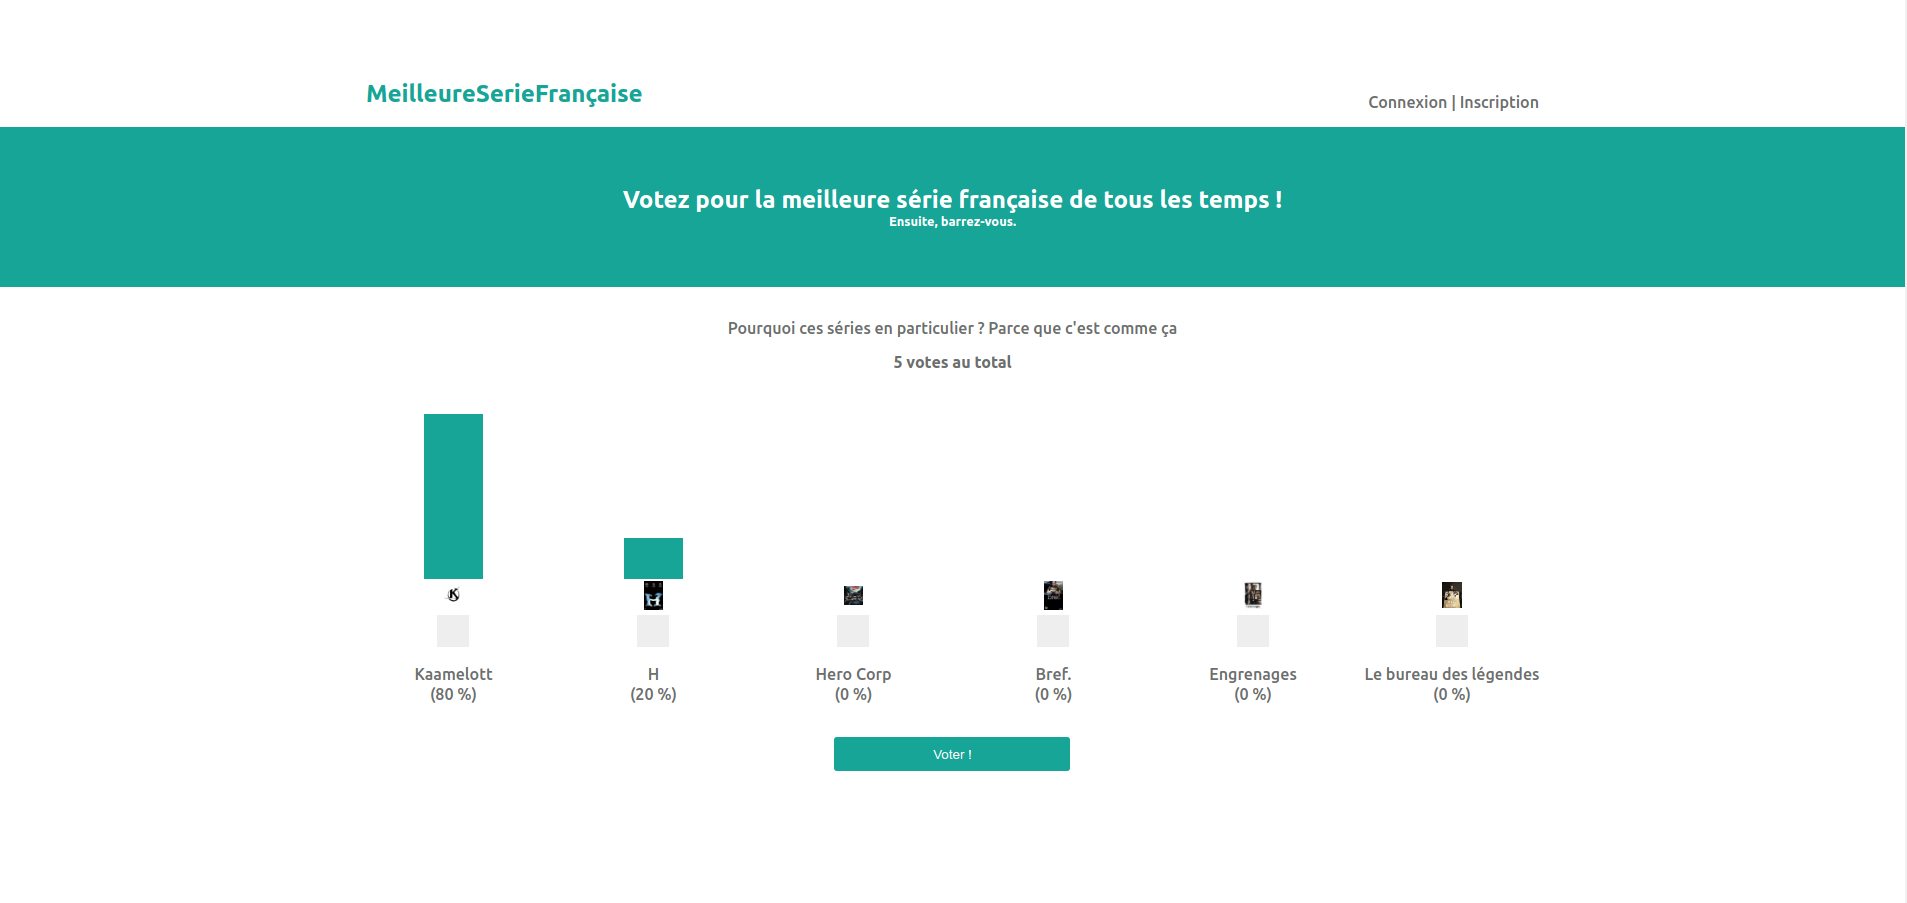 MeilleureSerieFrançaise
Connexion | Inscription
Votez pour la meilleure série française de tous les temps !
Ensuite, barrez-vous.
Pourquoi ces séries en particulier ? Parce que c'est comme ça
5 votes au total
K
H
Kaamelott
(80 %)
H
(20 %)
Hero Corp
(0 %)
Bref.
(0 %)
Engrenages
(0 %)
Le bureau des légendes
(0 %)
Voter !